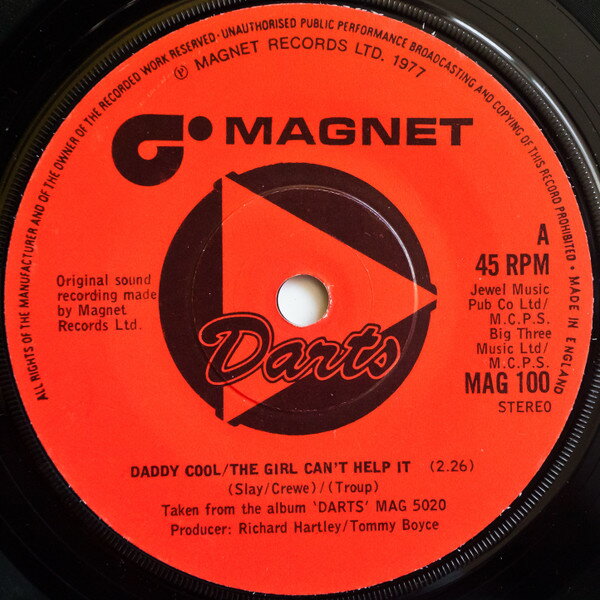 ALL RIGHTS OF THE MANUFACTURER AND OF THE OWNER OF THE RECORDED WORK RESERVED · UNAUTHORISED PUBLIC PERFORMANCE BROADCASTING AND COPYING OF THIS RECORD PROHIBITED • MADE IN ENGLAND
Ⓟ MAGNET RECORDS LTD. 1977
MAGNET
A
45 RPM
Jewel Music
Pub Co Ltd/
M.C.P.S.
Big Three
Music Ltd/
M.C.P.S.
MAG 100
STEREO
Original sound
recording made
by Magnet
Records Ltd.
Darts
DADDY COOL/THE GIRL CAN'T HELP IT (2.26)
(Slay/Crewe)/(Troup)
Taken from the album 'DARTS' MAG 5020
Producer: Richard Hartley/Tommy Boyce